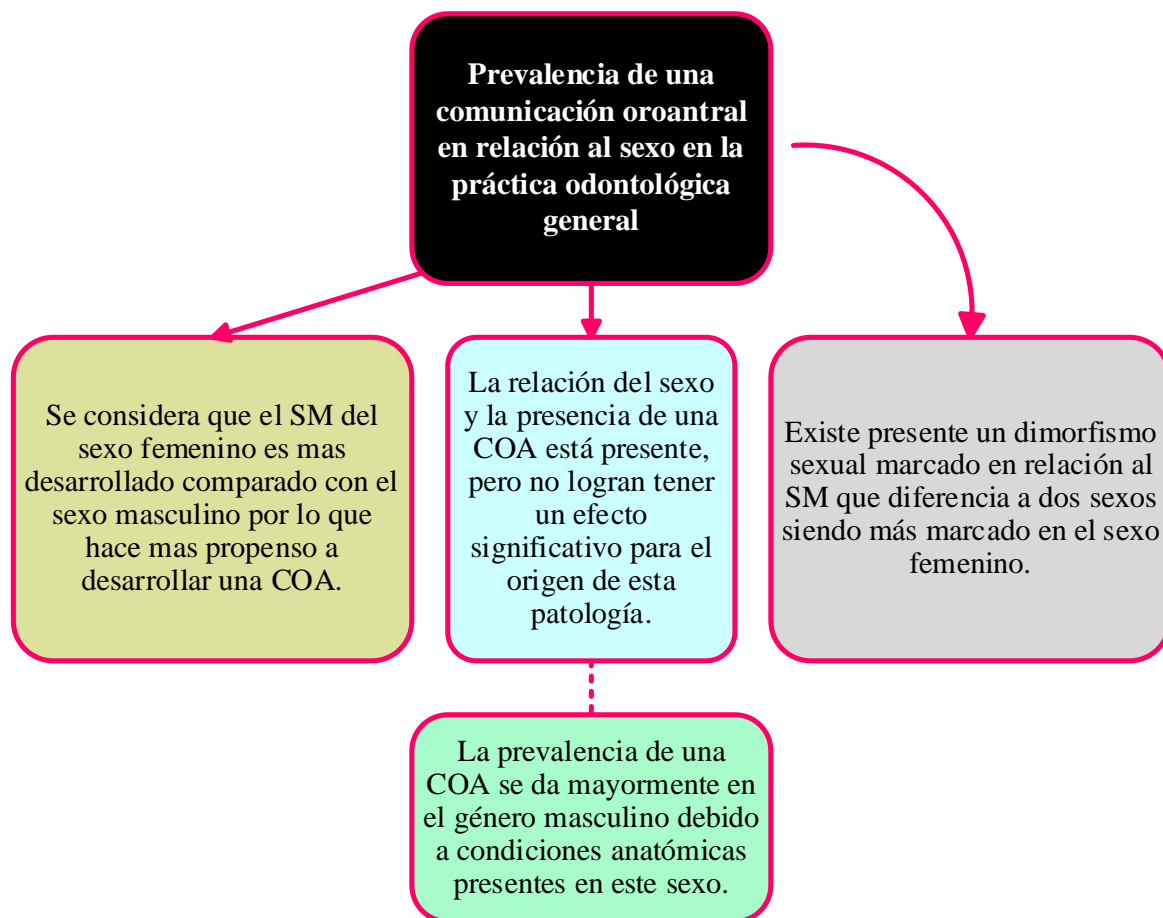 Prevalencia de una
comunicación oroantral
en relación al sexo en la
práctica odontológica
general
Se considera que el SM del
sexo femenino es mas
desarrollado comparado con el
sexo masculino por lo que
hace mas propenso a
desarrollar una COA.
La relación del sexo
y la presencia de una
COA está presente,
pero no logran tener
un efecto
significativo para el
origen de esta
patología.
Existe presente un dimorfismo
sexual marcado en relación al
SM que diferencia a dos sexos
siendo más marcado en el sexo
femenino.
La prevalencia de una
COA se da mayormente en
el género masculino debido
a condiciones anatómicas
presentes en este sexo.